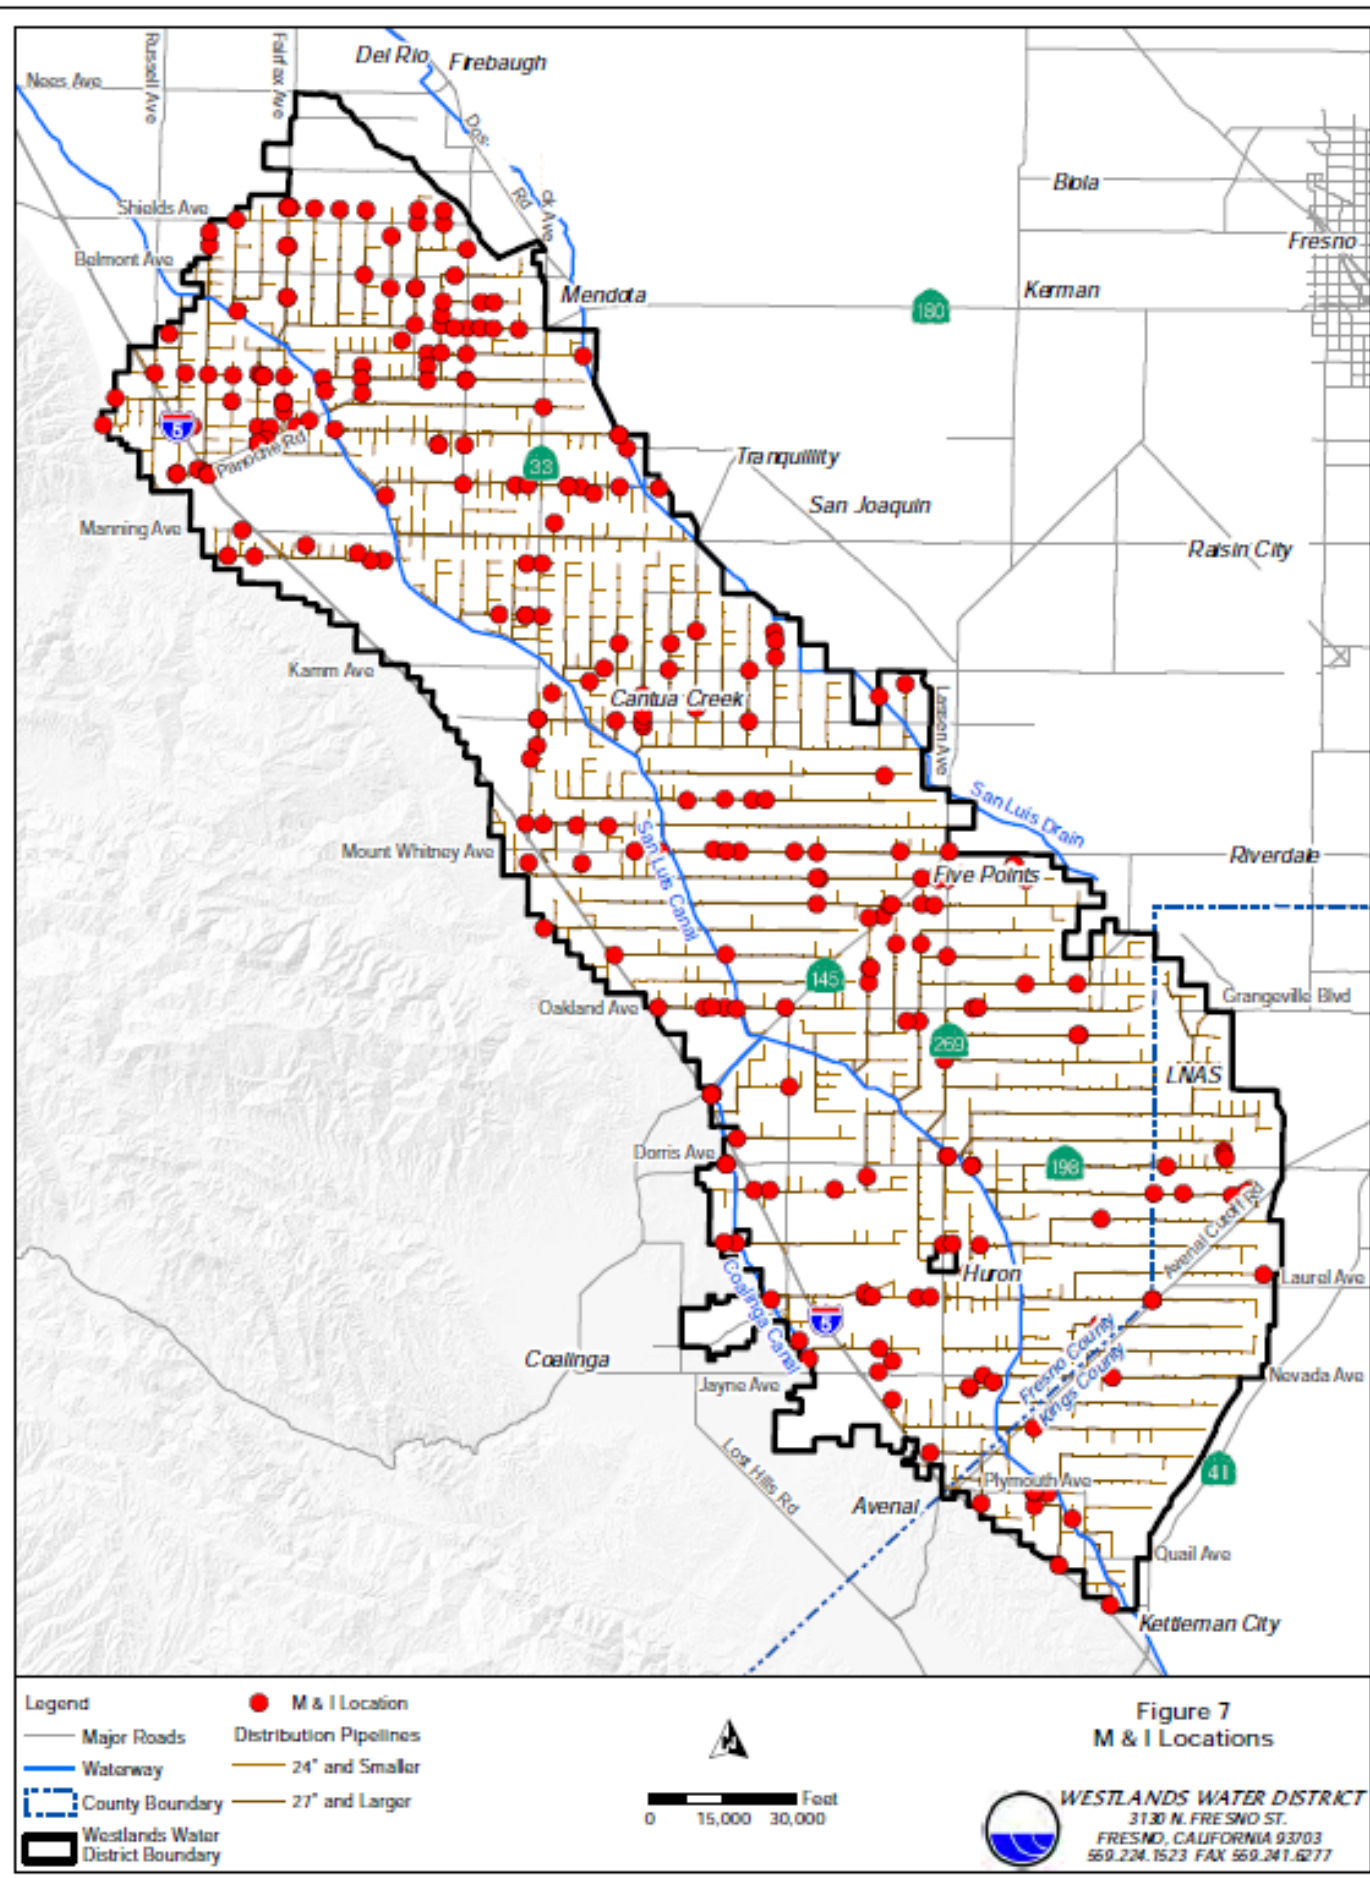 Del Rio
Firebaugh
Russell Ave
Fairfax Ave
Nees Ave
Dos
Rd
ck Ave
Biola
Shields Ave
Fresno
Belmont Ave
Mendota
Kerman
180
5
Panoche Rd
33
Tranquillity
San Joaquin
Manning Ave
Raisin City
Kamm Ave
Cantua Creek
Lassen Ave
San Luis Drain
San Luis Canal
Mount Whitney Ave
Riverdale
Five Points
145
Grangeville Blvd
Oakland Ave
269
LNAS
Dorris Ave
198
Avenal Cutoff Rd
Huron
Laurel Ave
Coalinga Canal
5
Fresno County
Kings County
Coalinga
Jayne Ave
Nevada Ave
Lost Hills Rd
41
Plymouth Ave
Avenal
Quail Ave
Kettleman City
Legend
Major Roads
Waterway
County Boundary
Westlands Water
District Boundary
M & I Location
Distribution Pipelines
24" and Smaller
27" and Larger
N
Feet
0 15,000 30,000
Figure 7
M & I Locations
WESTLANDS WATER DISTRICT
3130 N. FRESNO ST.
FRESNO, CALIFORNIA 93703
559.224.1523 FAX 559.241.6277